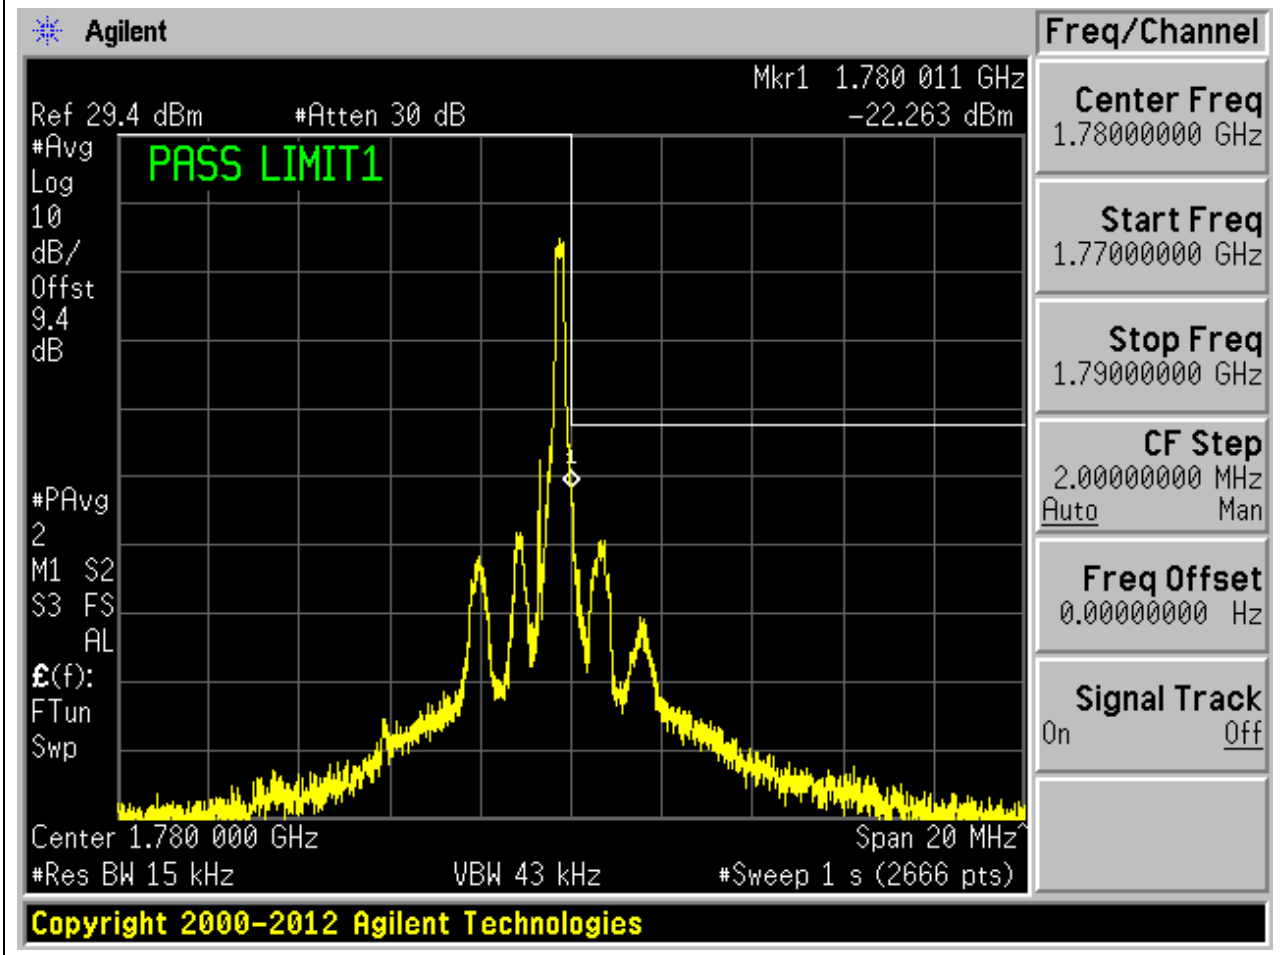 Agilent
Freq/Channel
Mkr1 1.780 011 GHz
Ref 29.4 dBm #Atten 30 dB -22.263 dBm
#Avg
Log
10
dB/
Offst
9.4
dB
PASS LIMIT1
1
#PAvg
2
M1 S2
S3 FS
AL
£(f):
FTun
Swp
Center 1.780 000 GHz Span 20 MHz^
#Res BW 15 kHz VBW 43 kHz #Sweep 1 s (2666 pts)
Copyright 2000-2012 Agilent Technologies
Center Freq
1.78000000 GHz
Start Freq
1.77000000 GHz
Stop Freq
1.79000000 GHz
CF Step
2.00000000 MHz
Auto Man
Freq Offset
0.00000000 Hz
Signal Track
On Off